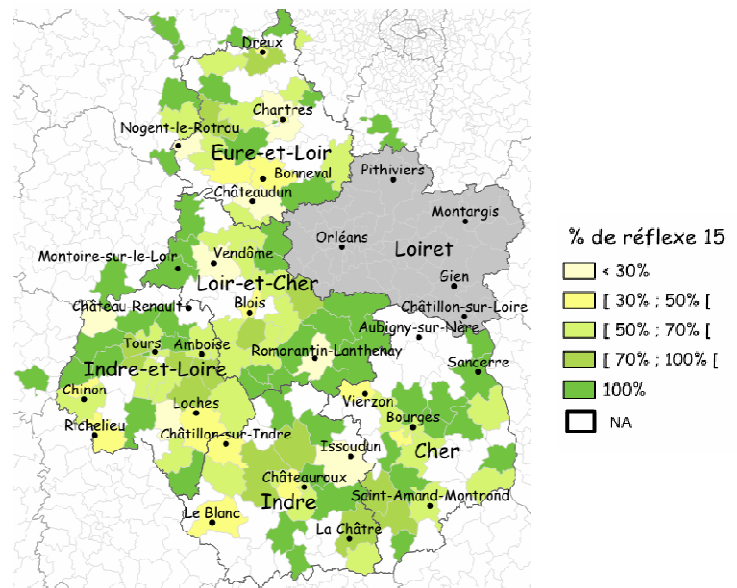 Dreux
Chartres
Nogent-le-Rotrou
Eure-et-Loir
Bonneval
Pithiviers
Châteaudun
Montargis
Orléans
Loiret
% de réflexe 15
Montoire-sur-le-Loir
Vendôme
Gien
< 30%
Loir-et-Cher
[ 30% ; 50% [
Château Renault
Blois
Châtillon-sur-Loire
Aubigny-sur-Nère
[ 50% ; 70% [
Tours
Amboise
Romorantin-Lanthenay
Sancerre
[ 70% ; 100% [
Indre-et-Loire
100%
Chinon
Loches
Vierzon
NA
Richelieu
Châtillon-sur-Indre
Bourges
Issoudun
Cher
Châteauroux
Indre
Saint-Amand-Montrond
Le Blanc
La Châtre